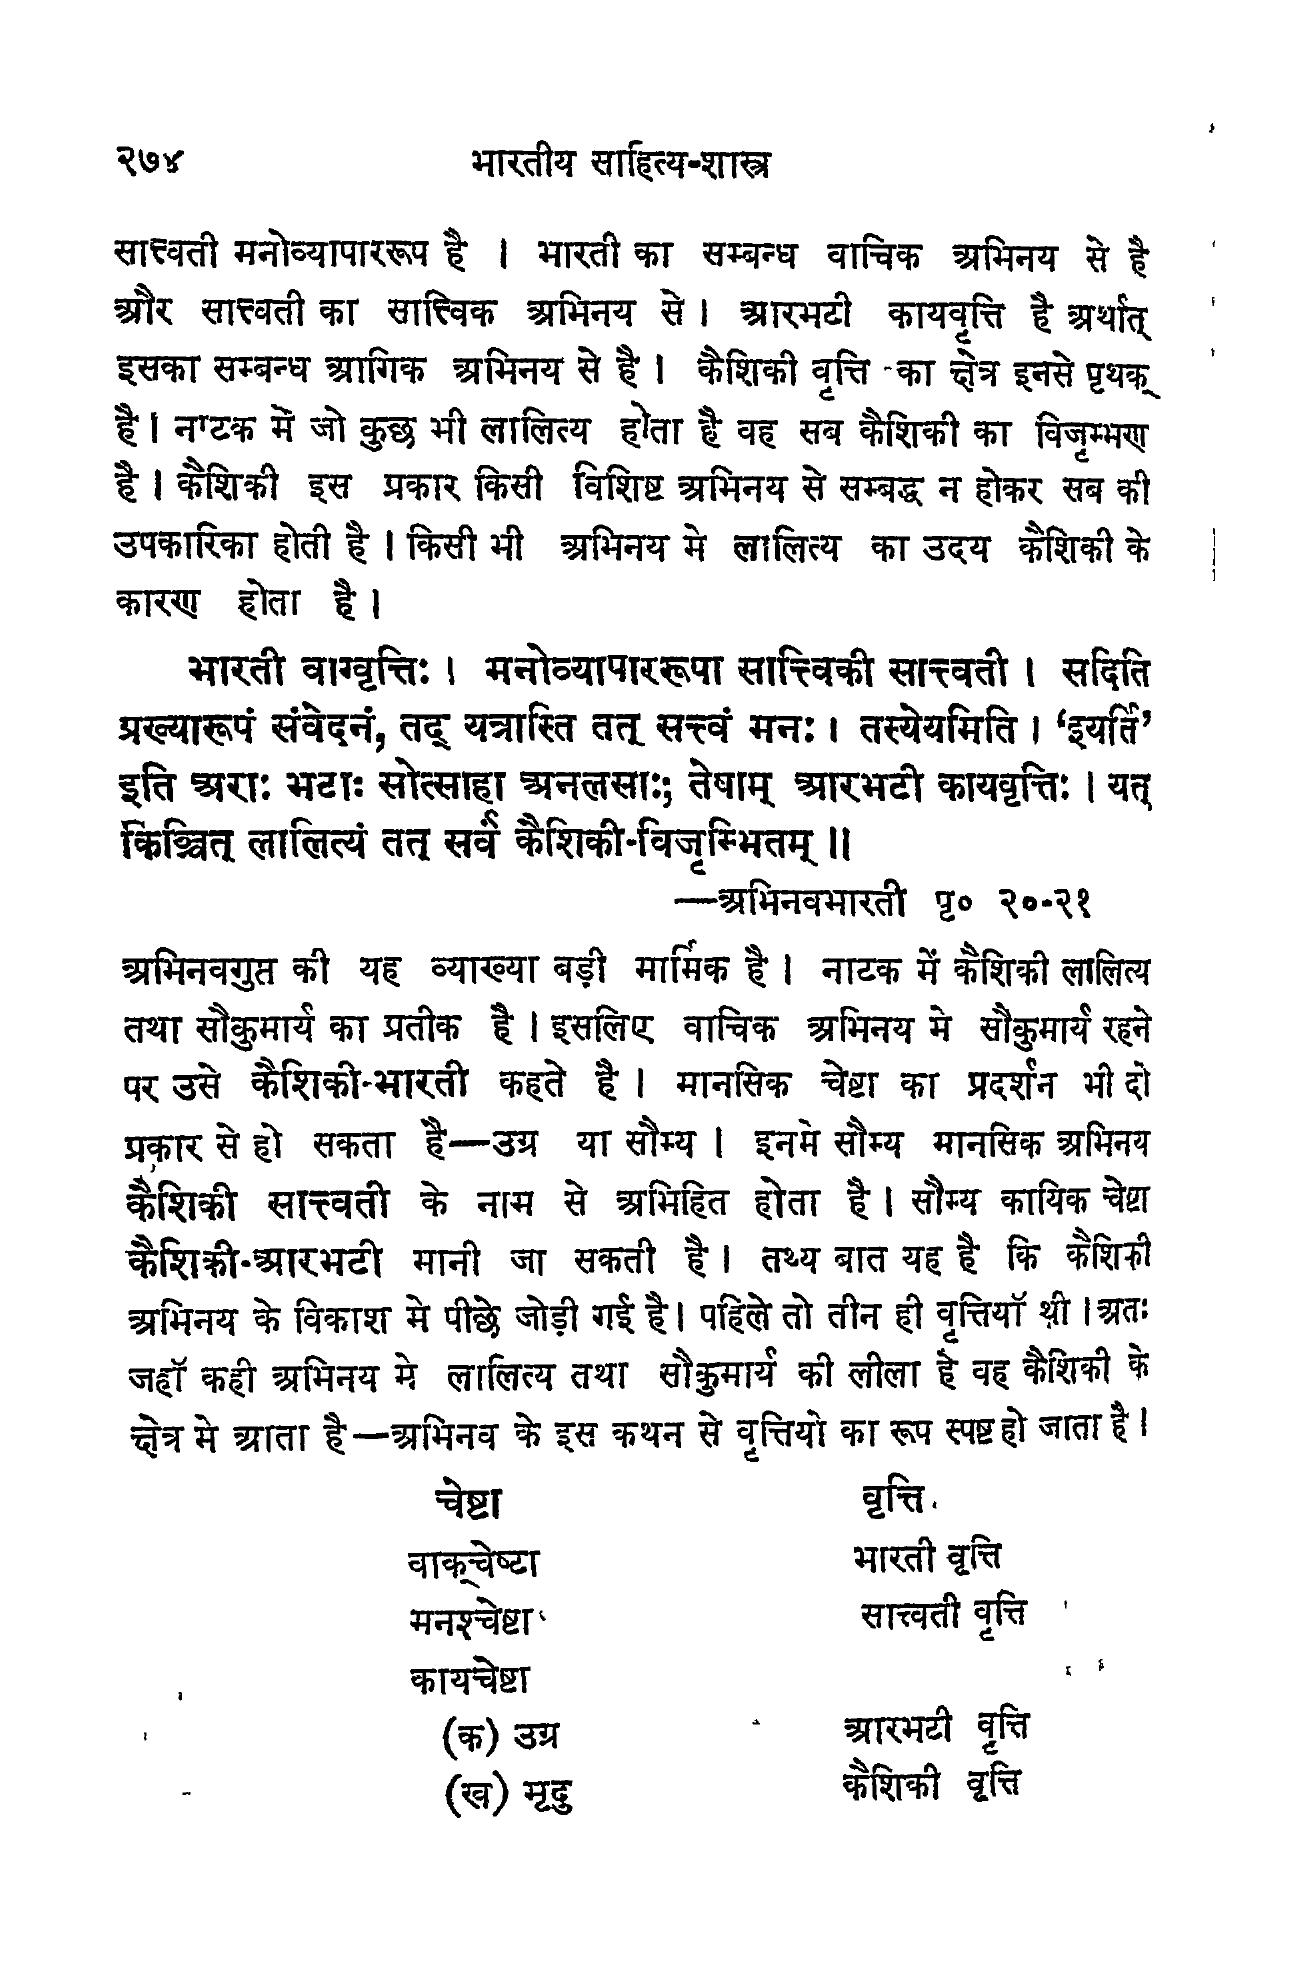 २७४ भारतीय साहित्य-शास्त्र
सात्त्वती मनोव्यापाररूप है । भारती का सम्बन्ध वाचिक अभिनय से है
और सात्त्वती का सात्त्विक अभिनय से । आरभटी कायवृत्ति है अर्थात्
इसका सम्बन्ध आगिक अभिनय से है । कैशिकी वृत्ति का क्षेत्र इनसे पृथक्
है । नाटक में जो कुछ भी लालित्य होता है वह सब कैशिकी का विजृम्भण
है । कैशिकी इस प्रकार किसी विशिष्ट अभिनय से सम्बद्ध न होकर सब की
उपकारिका होती है । किसी भी अभिनय मे लालित्य का उदय कैशिकी के
कारण होता है ।
भारती वाग्वृत्तिः । मनोव्यापाररूपा सात्त्विकी सात्त्वती । सदिति
प्रख्यारूपं संवेदनं, तद् यत्रास्ति तत् सत्त्वं मनः । तस्येयमिति । ‘इयर्ति’
इति अराः भटाः सोत्साहा अनलसाः; तेषाम् आरभटी कायवृत्तिः । यत्
किञ्चित् लालित्यं तत् सर्वं कैशिकी-विजृम्भितम् ॥
—अभिनवभारती पृ० २०-२१
अभिनवगुप्त की यह व्याख्या बड़ी मार्मिक है । नाटक में कैशिकी लालित्य
तथा सौकुमार्य का प्रतीक है । इसलिए वाचिक अभिनय मे सौकुमार्य रहने
पर उसे कैशिकी-भारती कहते है । मानसिक चेष्टा का प्रदर्शन भी दो
प्रकार से हो सकता है—उग्र या सौम्य । इनमे सौम्य मानसिक अभिनय
कैशिकी सात्त्वती के नाम से अभिहित होता है । सौम्य कायिक चेष्टा
कैशिकी-आरभटी मानी जा सकती है । तथ्य बात यह है कि कैशिकी
अभिनय के विकाश मे पीछे जोड़ी गई है । पहिले तो तीन ही वृत्तियाँ थी । अतः
जहाँ कही अभिनय मे लालित्य तथा सौकुमार्य की लीला है वह कैशिकी के
क्षेत्र मे आता है—अभिनव के इस कथन से वृत्तियो का रूप स्पष्ट हो जाता है ।
चेष्टा वृत्ति
वाक्चेष्टा भारती वृत्ति
मनश्चेष्टा सात्त्वती वृत्ति
कायचेष्टा
(क) उग्र आरभटी वृत्ति
(ख) मृदु कैशिकी वृत्ति